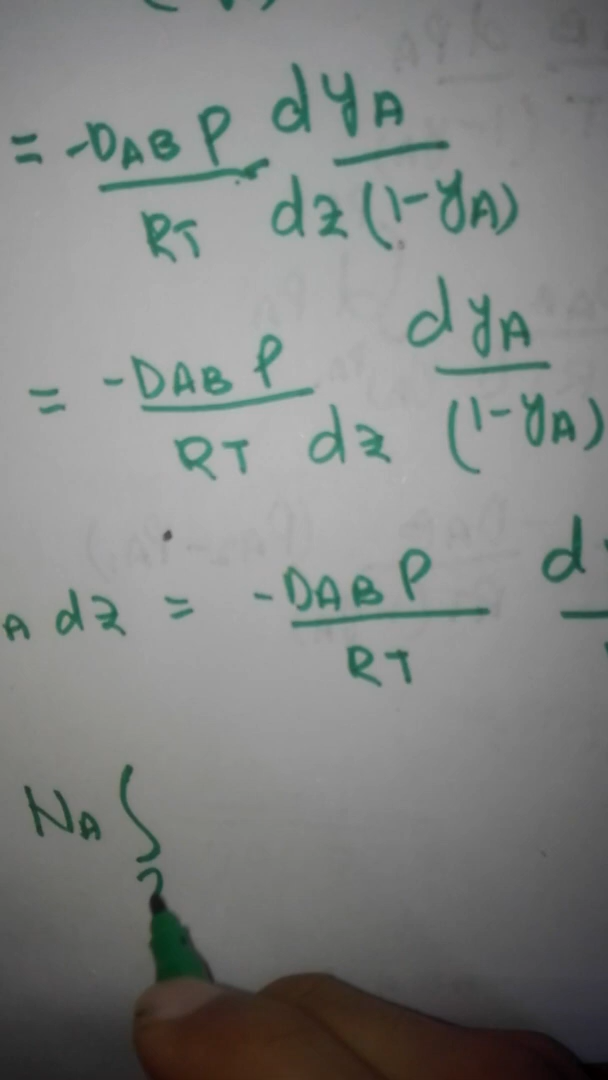 = -DAB P dyA
RT dz (1-yA)
= -DAB P dyA
RT dz (1-yA)
A dz = -DAB P d
RT
NA ∫